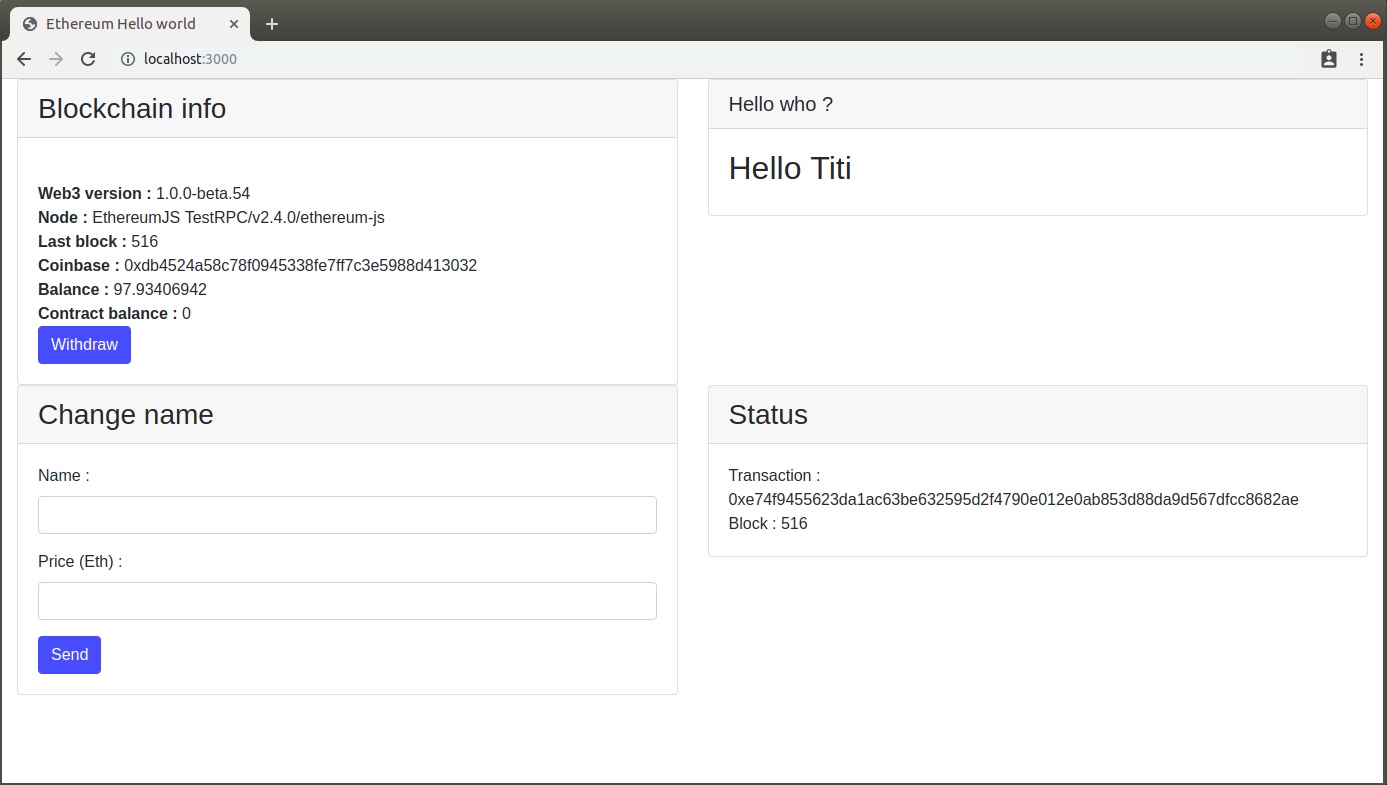 Ethereum Hello world
localhost:3000
Blockchain info
Web3 version : 1.0.0-beta.54
Node : EthereumJS TestRPC/v2.4.0/ethereum-js
Last block : 516
Coinbase : 0xdb4524a58c78f0945338fe7ff7c3e5988d413032
Balance : 97.93406942
Contract balance : 0
Withdraw
Hello who ?
Hello Titi
Change name
Name :
Price (Eth) :
Send
Status
Transaction :
0xe74f9455623da1ac63be632595d2f4790e012e0ab853d88da9d567dfcc8682ae
Block : 516